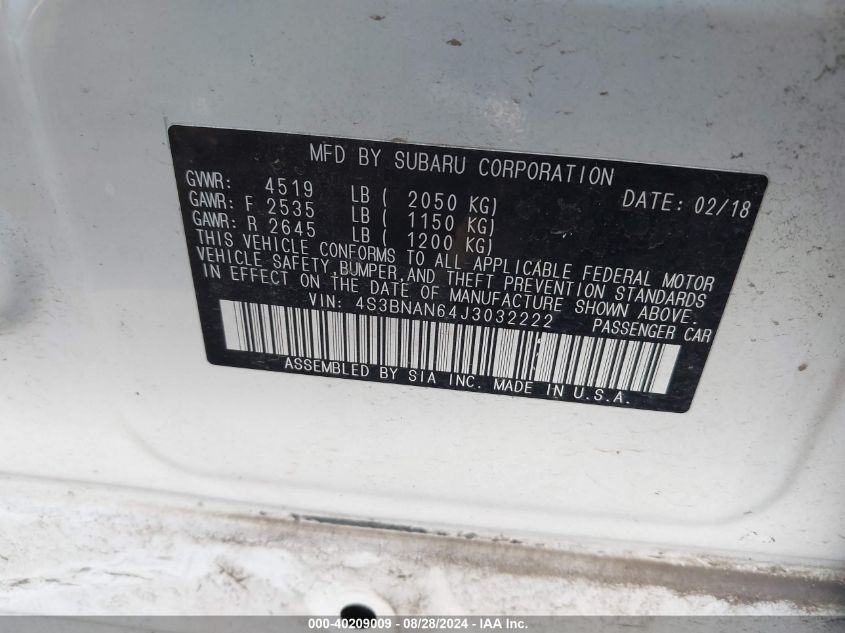 MFD BY SUBARU CORPORATION
GVWR: 4519 LB ( 2050 KG) DATE: 02/18
GAWR: F 2535 LB ( 1150 KG)
GAWR: R 2645 LB ( 1200 KG)
THIS VEHICLE CONFORMS TO ALL APPLICABLE FEDERAL MOTOR
VEHICLE SAFETY, BUMPER, AND THEFT PREVENTION STANDARDS
IN EFFECT ON THE DATE OF MANUFACTURE SHOWN ABOVE.
VIN: 4S3BNAN64J3032222 PASSENGER CAR
ASSEMBLED BY SIA INC. MADE IN U.S.A.
000-40209009 - 08/28/2024 - IAA Inc.